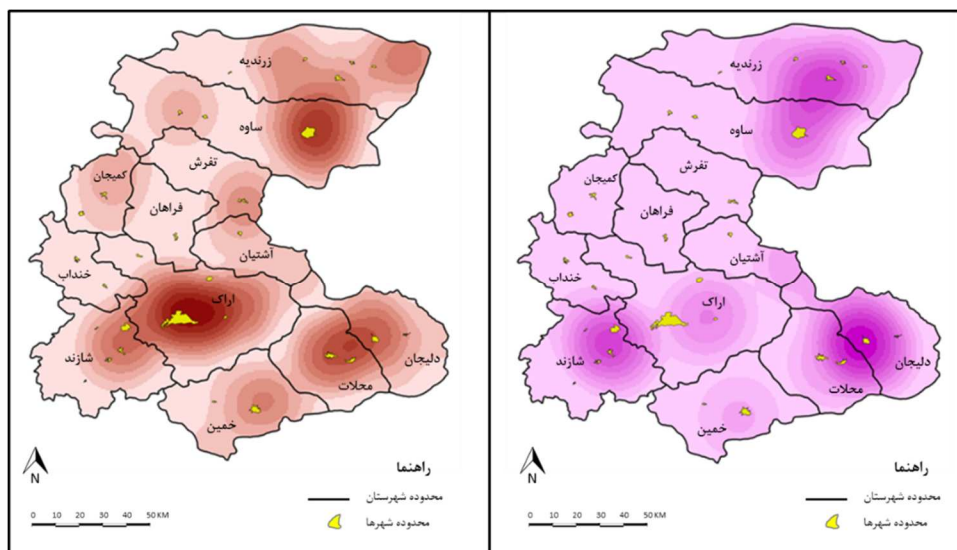 زرندیه
ساوه
تفرش
کمیجان
فراهان
آشتیان
خنداب
اراک
شازند
دلیجان
محلات
خمین
راهنما
محدوده شهرستان
محدوده شهرها
N
0 10 20 30 40 50 KM
زرندیه
ساوه
تفرش
کمیجان
فراهان
آشتیان
خنداب
اراک
شازند
دلیجان
محلات
خمین
راهنما
محدوده شهرستان
محدوده شهرها
N
0 10 20 30 40 50 KM